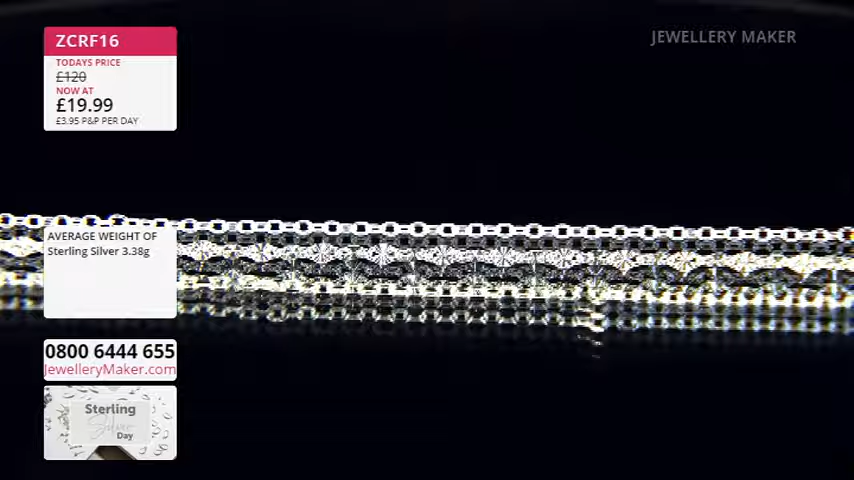 ZCRF16
TODAYS PRICE
£120
NOW AT
£19.99
£3.95 P&P PER DAY
JEWELLERY MAKER
AVERAGE WEIGHT OF
Sterling Silver 3.38g
0800 6444 655
JewelleryMaker.com
Sterling
Silver
Day